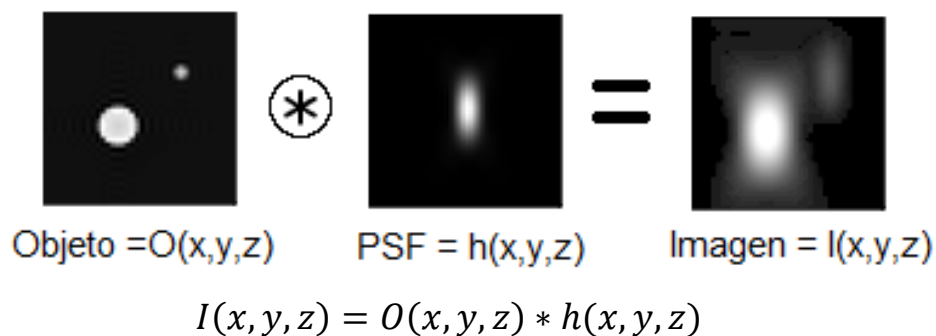 Objeto =O(x,y,z) PSF = h(x,y,z) Imagen = I(x,y,z)
I(x, y, z) = O(x, y, z) * h(x, y, z)